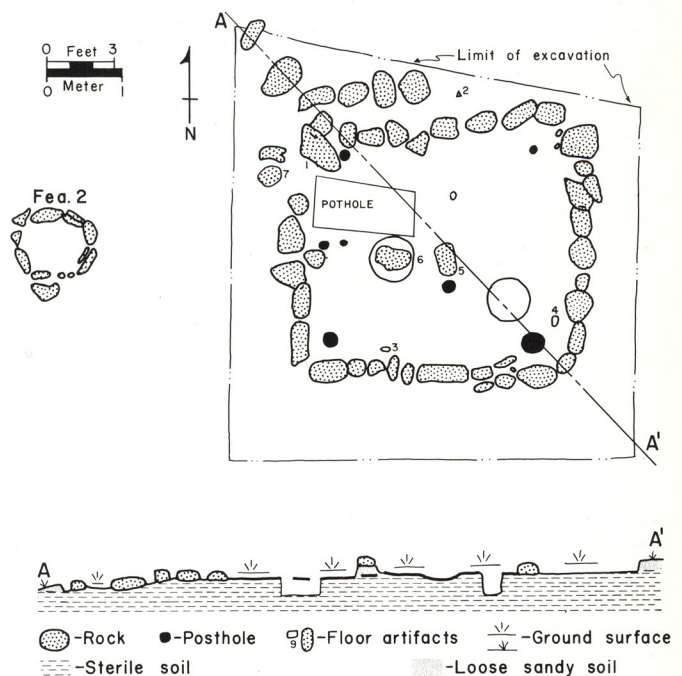 A
0 Feet 3
0 Meter 1
N
Limit of excavation
2
1
7
Fea. 2
POTHOLE
6
5
4
3
A'
A
A'
-Rock
-Posthole
9
-Floor artifacts
-Ground surface
-Sterile soil
-Loose sandy soil